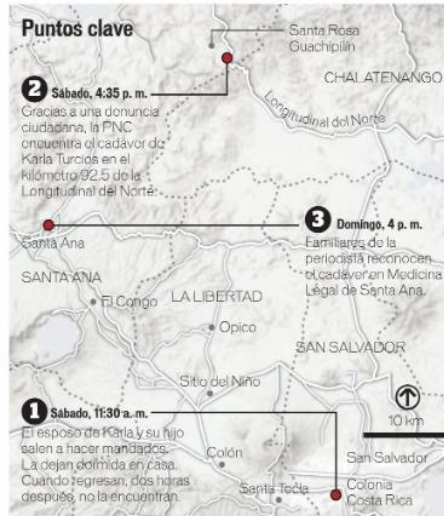 Puntos clave
Santa Rosa
Guachipilín
CHALATENANGO
Longitudinal del Norte
2 Sábado, 4:35 p. m.
Gracias a una denuncia
ciudadana, la PNC
encuentra el cadáver de
Karla Turcios en el
kilómetro 92.5 de la
Longitudinal del Norte.
3 Domingo, 4 p. m.
Familiares de la
periodista reconocen
el cadáver en Medicina
Legal de Santa Ana.
Santa Ana
SANTA ANA
El Congo
LA LIBERTAD
Opico
SAN SALVADOR
Sitio del Niño
10 km
1 Sábado, 11:30 a. m.
El esposo de Karla y su hijo
salen a hacer mandados.
La dejan dormida en casa.
Cuando regresan, dos horas
después, no la encuentran.
Colón
San Salvador
Santa Tecla
Colonia
Costa Rica